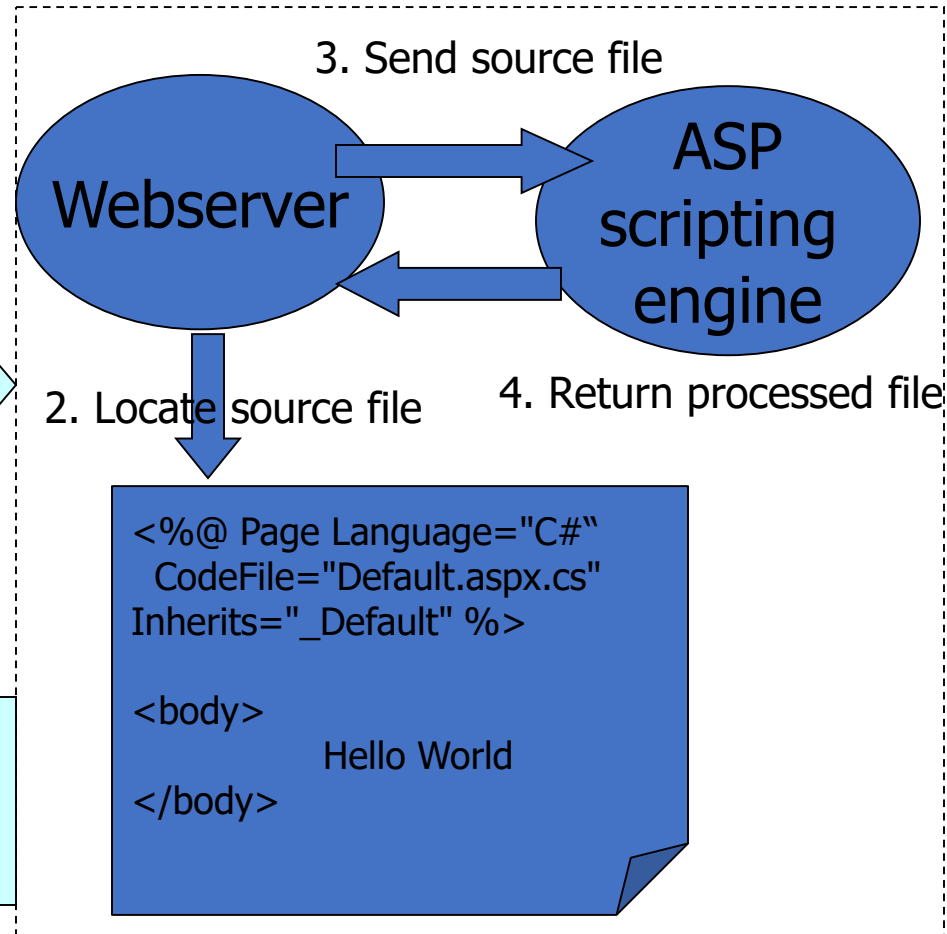 3. Send source file
Webserver
ASP
scripting
engine
2. Locate source file
4. Return processed file
<%@ Page Language="C#“
CodeFile="Default.aspx.cs"
Inherits="_Default" %>
<body>
Hello World
</body>